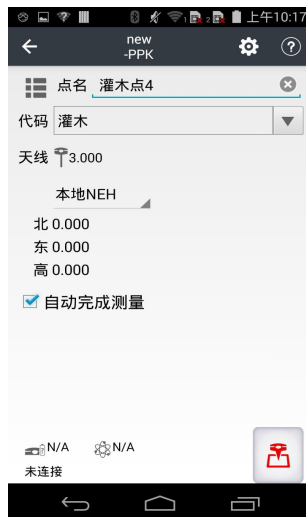 上午10:17
new
-PPK
点名 灌木点4
代码 灌木
天线 3.000
本地NEH
北 0.000
东 0.000
高 0.000
自动完成测量
N/A N/A
未连接